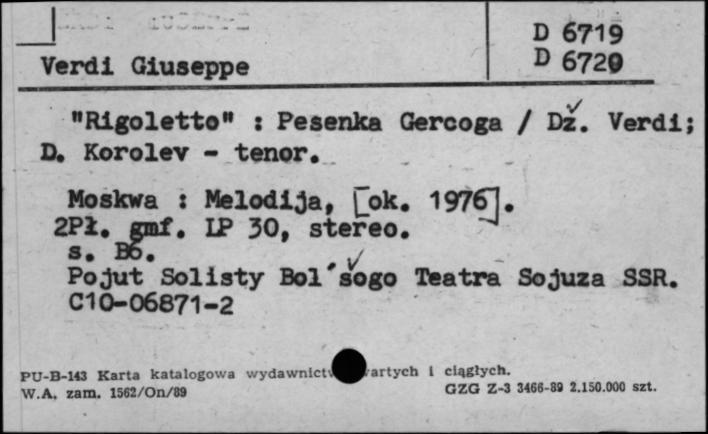 D 6719
Verdi Giuseppe D 6720
"Rigoletto" : Pesenka Gercoga / Dž. Verdi;
D. Korolev - tenor.
Moskwa : Melodija, [ok. 1976].
2Pł. gmf. LP 30, stereo.
s. B6.
Pojut Solisty Bol'šogo Teatra Sojuza SSR.
C10-06871-2
PU-B-143 Karta katalogowa i ciągłych.
W.A. zam. 1562/On/89 GZG Z-3 3466-89 2.150.000 szt.